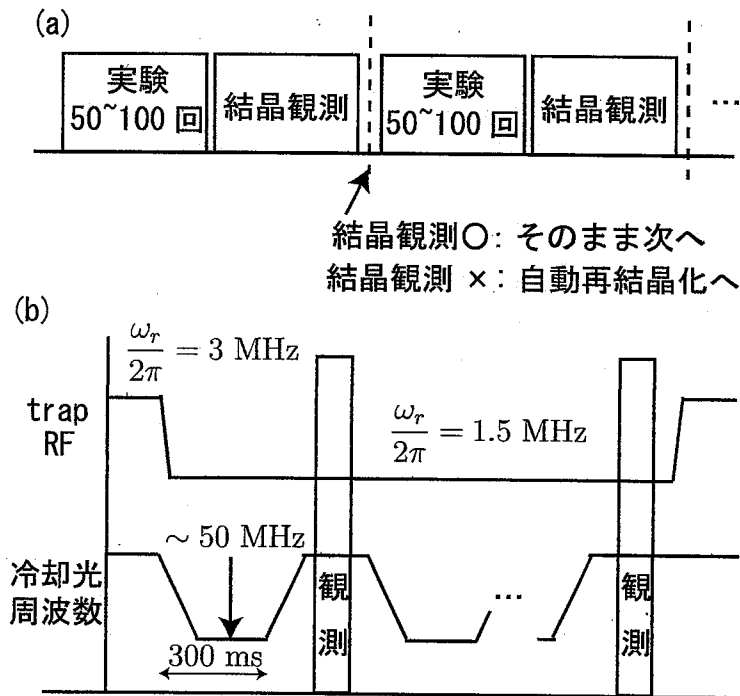 (a)
実験
50~100 回
結晶観測
実験
50~100 回
結晶観測
...
結晶観測〇: そのまま次へ
結晶観測 ×: 自動再結晶化へ
(b)
ω_r/2π = 3 MHz
trap
RF
ω_r/2π = 1.5 MHz
~ 50 MHz
冷却光
周波数
観測
...
観測
300 ms